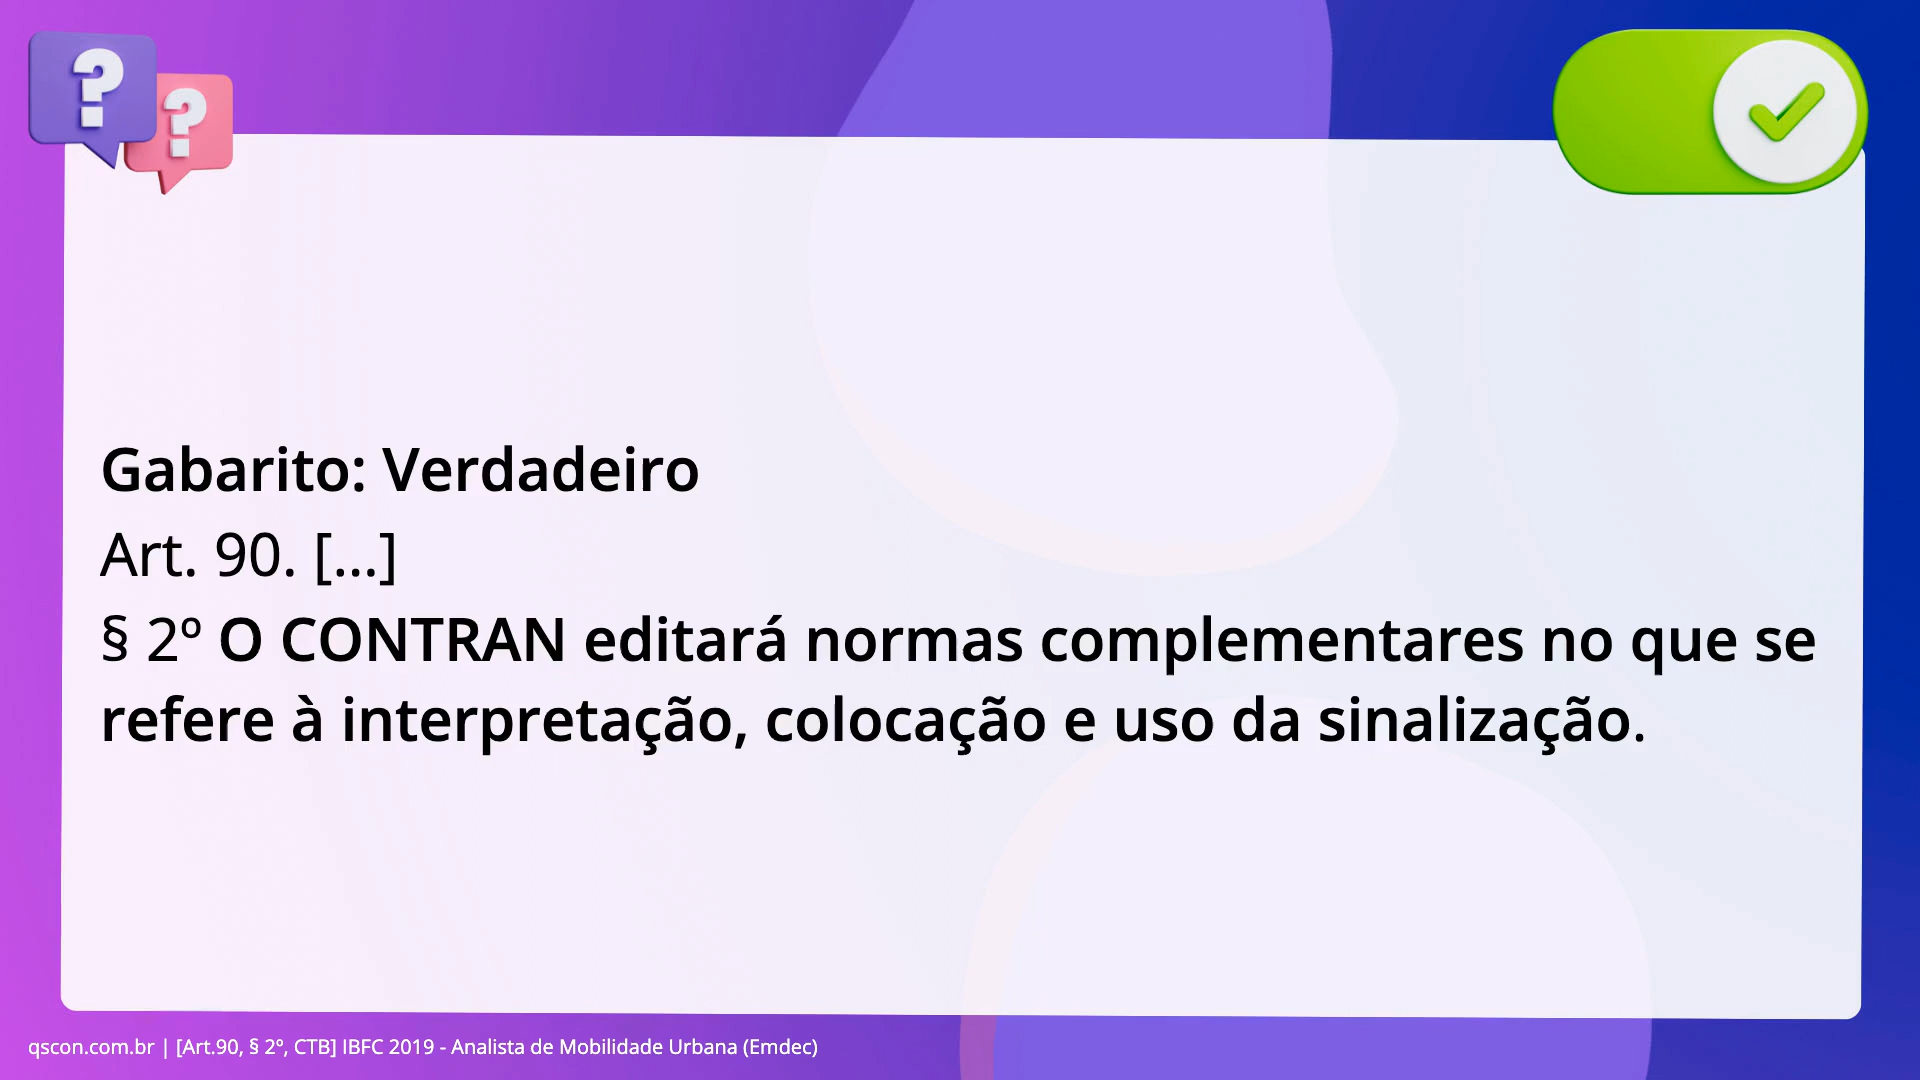 Gabarito: Verdadeiro
Art. 90. [...]
§ 2º O CONTRAN editará normas complementares no que se
refere à interpretação, colocação e uso da sinalização.
qscon.com.br | [Art.90, § 2º, CTB] IBFC 2019 - Analista de Mobilidade Urbana (Emdec)